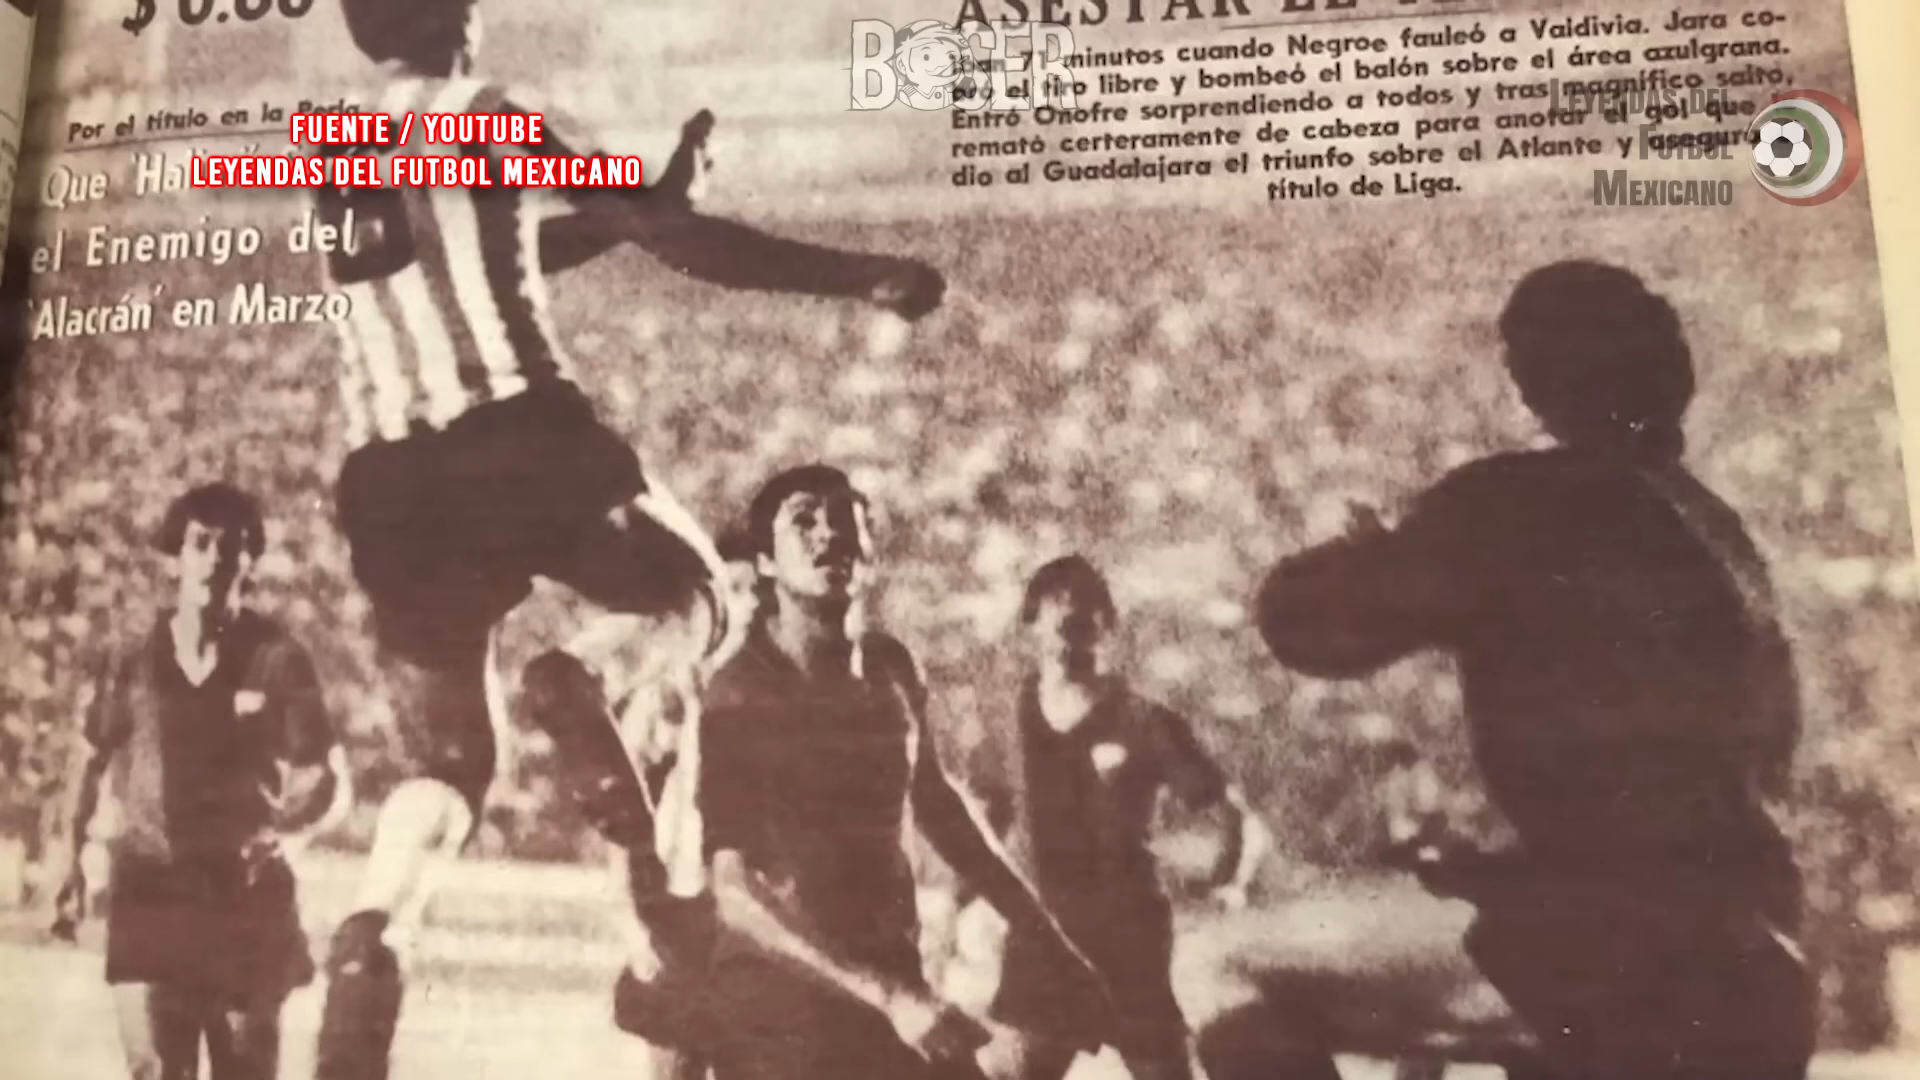 $ 0.80
ASESTAR EL
BOSER
minutos cuando Negroe fauleó a Valdivia. Jara co-
el tiro libre y bombeó el balón sobre el área azulgrana.
Entró Onofre sorprendiendo a todos y tras magnífico salto,
remató certeramente de cabeza para anotar el gol que
dio al Guadalajara el triunfo sobre el Atlante y
título de Liga.
LEYENDAS DEL
FUTBOL
MEXICANO
Por el título en la Perla
FUENTE / YOUTUBE
LEYENDAS DEL FUTBOL MEXICANO
Que
el Enemigo del
'Alacrán' en Marzo